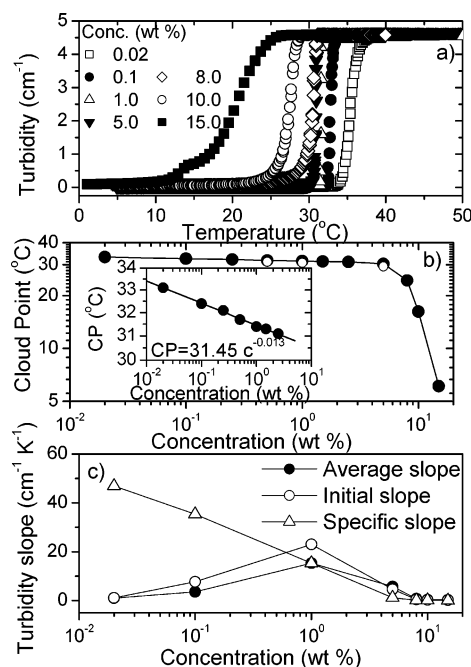 Conc. (wt %)
0.02
0.1
8.0
1.0
10.0
5.0
15.0
a)
Turbidity (cm⁻¹)
5
4
3
2
1
0
0 10 20 30 40 50
Temperature (°C)
b)
Cloud Point (°C)
40
30
20
10
5
CP (°C)
34
33
32
31
30
CP=31.45 c⁻⁰·⁰¹³
10⁻² 10⁻¹ 10⁰ 10¹
Concentration (wt %)
10⁻² 10⁻¹ 10⁰ 10¹
Concentration (wt %)
c)
Turbidity slope (cm⁻¹ K⁻¹)
60
40
20
0
Average slope
Initial slope
Specific slope
10⁻² 10⁻¹ 10⁰ 10¹
Concentration (wt %)